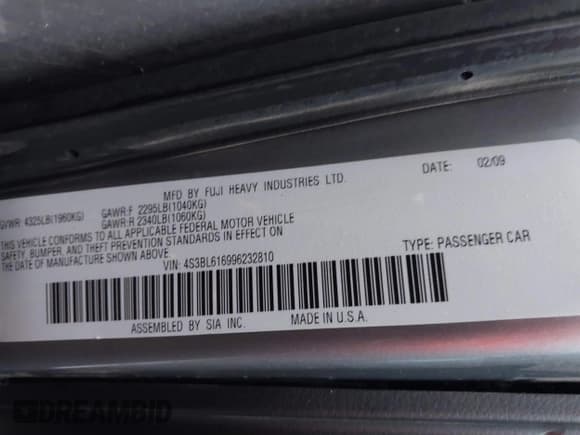 MFD BY FUJI HEAVY INDUSTRIES LTD. DATE: 02/09
GVWR: 4325LB(1960KG) GAWR:F 2295LB(1040KG)
GAWR:R 2340LB(1060KG)
THIS VEHICLE CONFORMS TO ALL APPLICABLE FEDERAL MOTOR VEHICLE
SAFETY, BUMPER, AND THEFT PREVENTION STANDARDS IN EFFECT ON
DATE OF MANUFACTURE SHOWN ABOVE.
VIN: 4S3BL616996232810 TYPE: PASSENGER CAR
ASSEMBLED BY SIA INC. MADE IN U.S.A.
DREAMBID